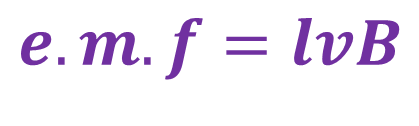 e.m.f = lvB